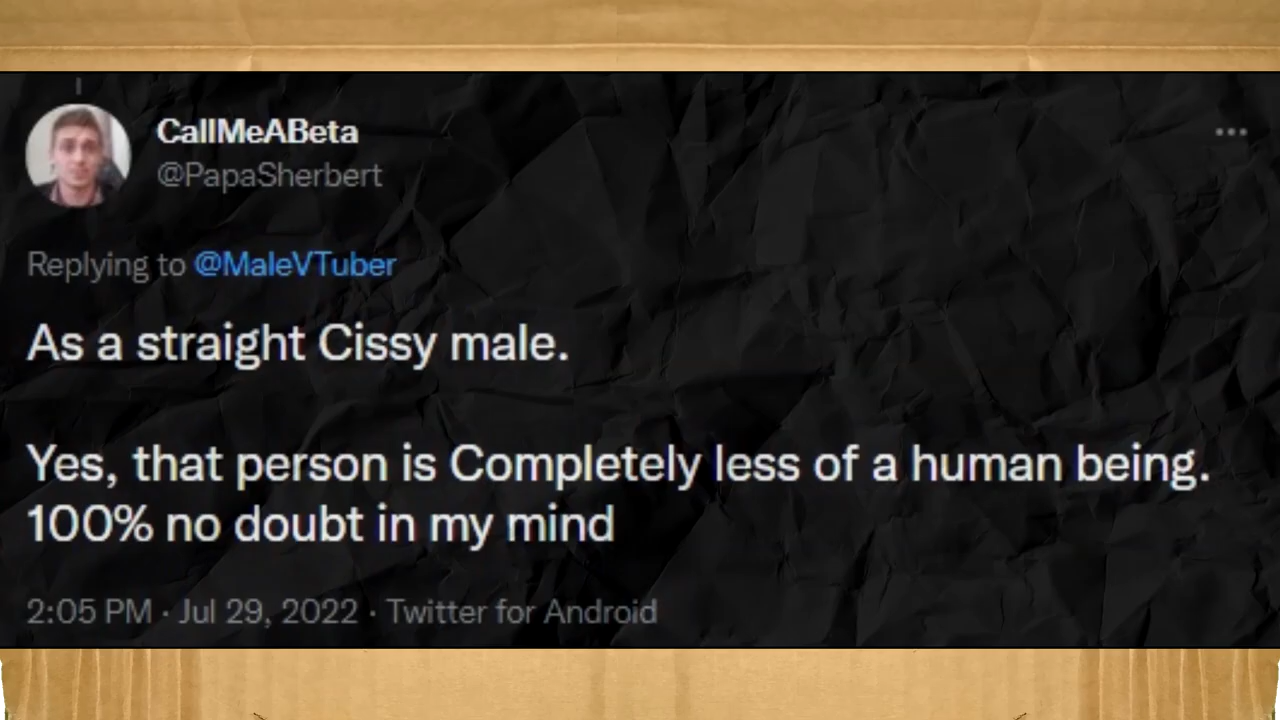 CallMeABeta
@PapaSherbert
Replying to @MaleVTuber
As a straight Cissy male.
Yes, that person is Completely less of a human being.
100% no doubt in my mind
2:05 PM · Jul 29, 2022 · Twitter for Android